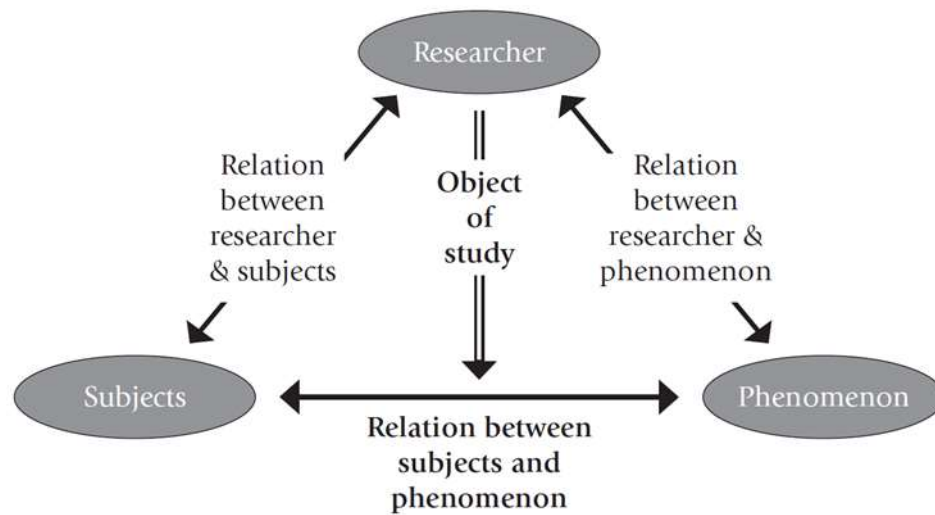 Researcher
Relation
between
researcher
& subjects
Object
of
study
Relation
between
researcher &
phenomenon
Subjects
Phenomenon
Relation between
subjects and
phenomenon